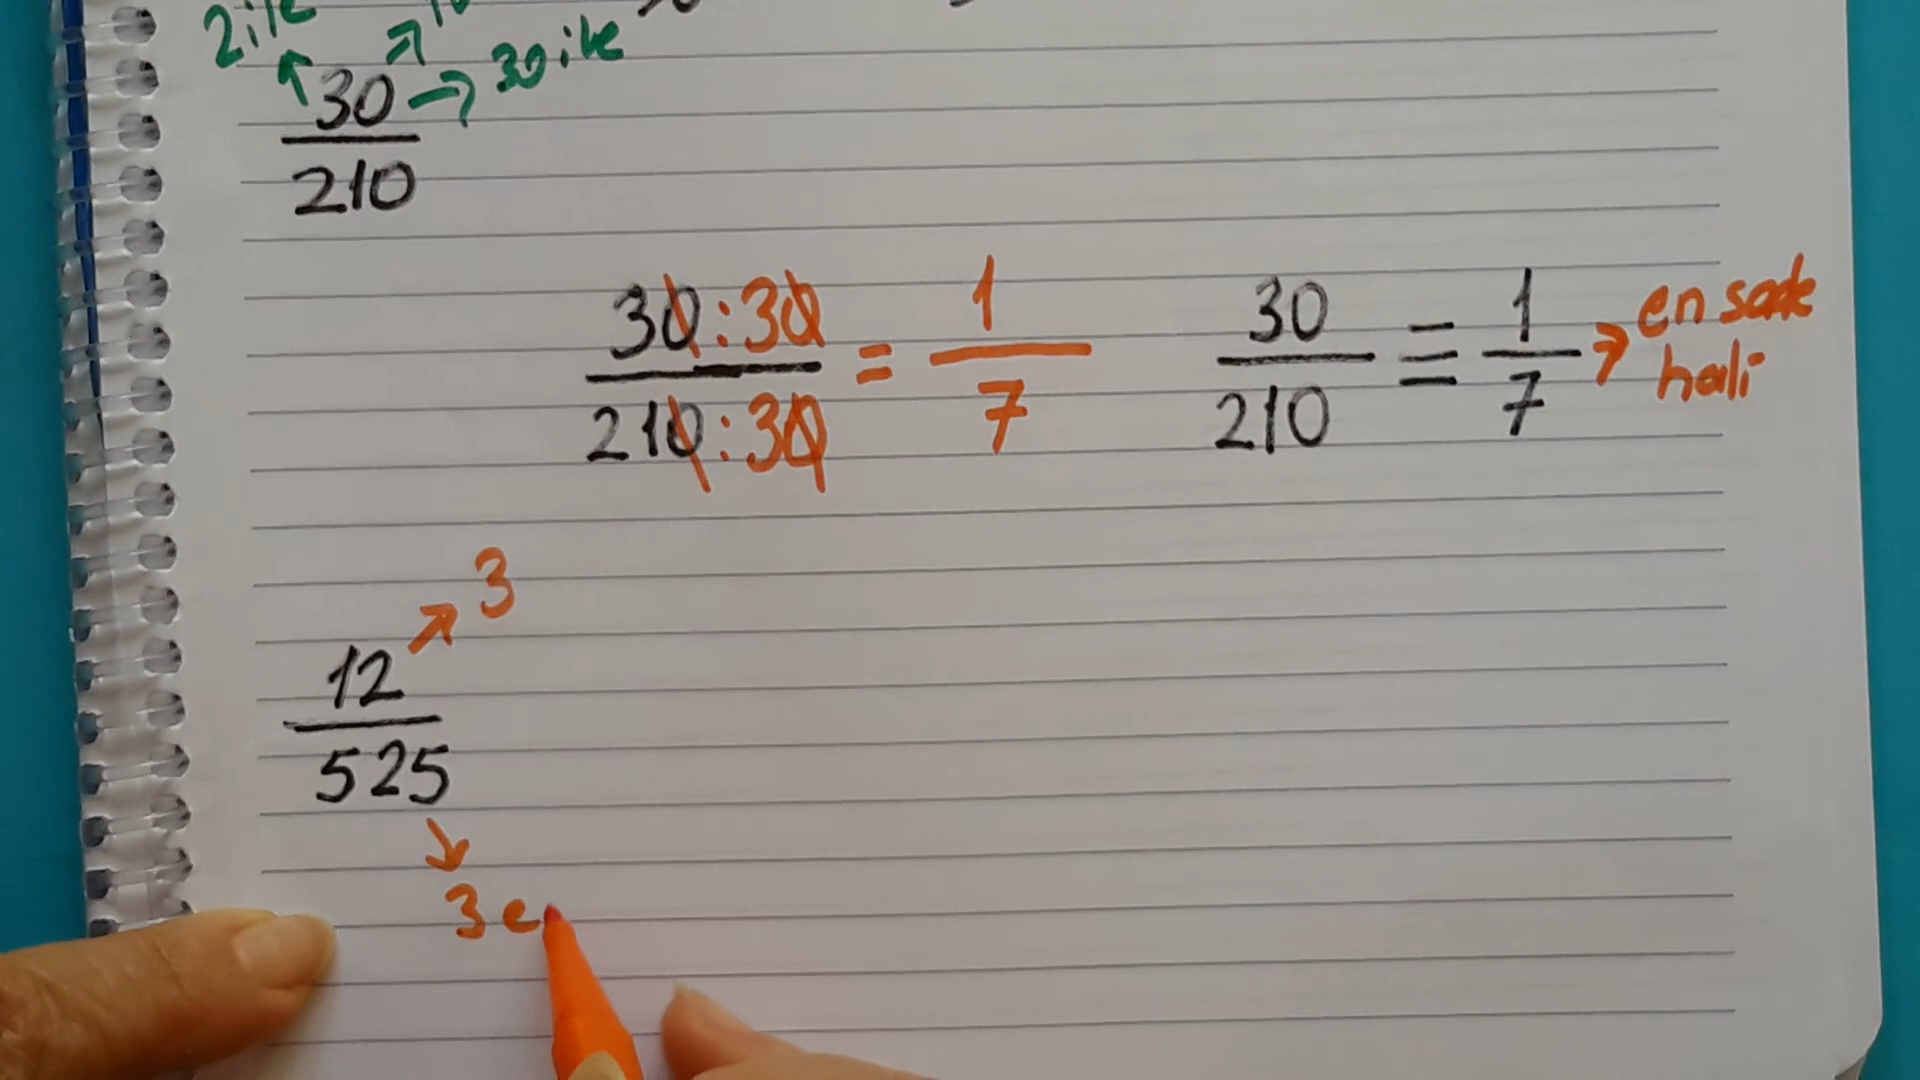 2 ile
30 ile
30
210
30:30 = 1
210:30 7
30 = 1 en sade
210 7 hali
3
12
525
3 e